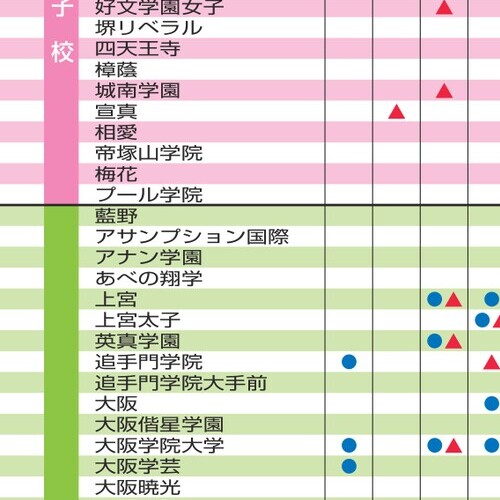 子校
好文学園女子
堺リベラル
四天王寺
樟蔭
城南学園
宣真
相愛
帝塚山学院
梅花
プール学院
藍野
アサンプション国際
アナン学園
あべの翔学
上宮
上宮太子
英真学園
追手門学院
追手門学院大手前
大阪
大阪偕星学園
大阪学院大学
大阪学芸
大阪暁光